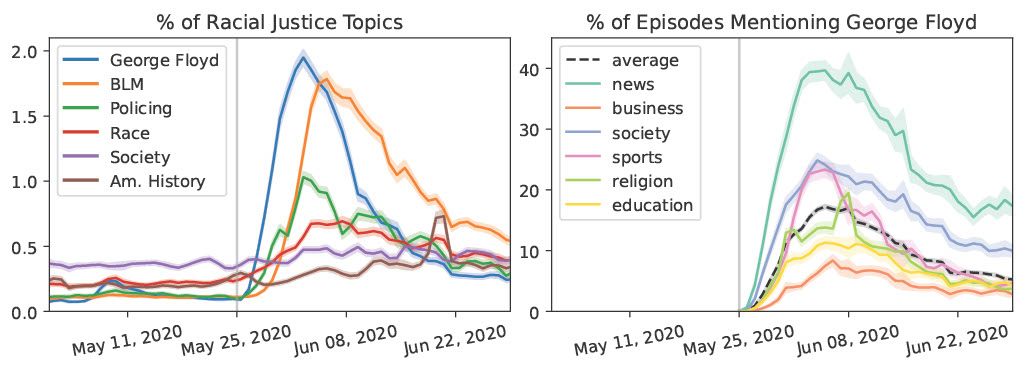 % of Racial Justice Topics
2.0
1.5
1.0
0.5
0.0
George Floyd
BLM
Policing
Race
Society
Am. History
May 11, 2020
May 25, 2020
Jun 08, 2020
Jun 22, 2020
% of Episodes Mentioning George Floyd
40
30
20
10
0
average
news
business
society
sports
religion
education
May 11, 2020
May 25, 2020
Jun 08, 2020
Jun 22, 2020